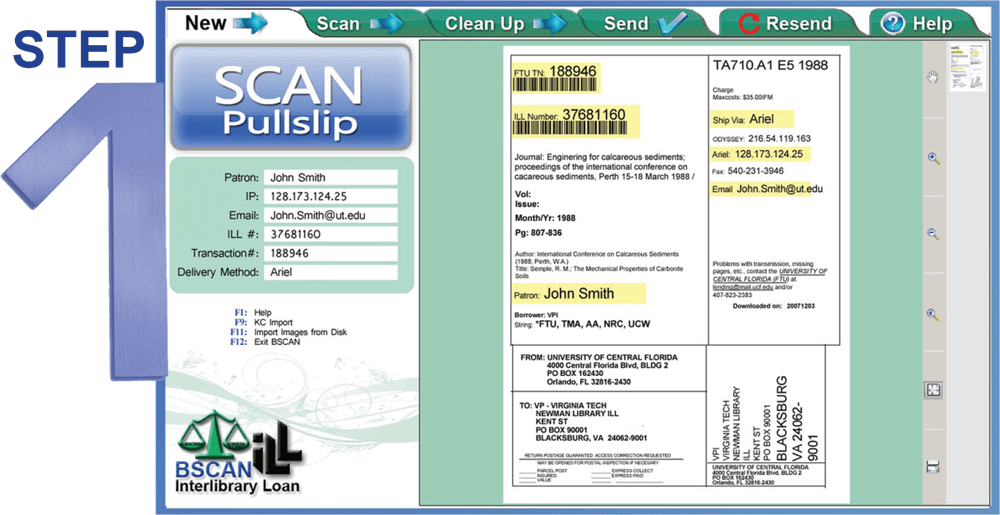 STEP
1
New
Scan
Clean Up
Send
Resend
? Help
SCAN
Pullslip
Patron: John Smith
IP: 128.173.124.25
Email: John.Smith@ut.edu
ILL #: 37681160
Transaction#: 188946
Delivery Method: Ariel
F1: Help
F9: KC Import
F11: Import Images from Disk
F12: Exit BSCAN
BSCAN ILL
Interlibrary Loan
FTU TN: 188946
ILL Number: 37681160
Journal: Enginering for calcareous sediments;
proceedings of the international conference on
cacareous sediments, Perth 15-18 March 1988 /
Vol:
Issue:
Month/Yr: 1988
Pg: 807-836
Author: International Conference on Calcareous Sediments
(1988; Perth, W.A.)
Title: Semple, R. M.; The Mechanical Properties of Carbonite
Soils
Patron: John Smith
Borrower: VPI
String: *FTU, TMA, AA, NRC, UCW
TA710.A1 E5 1988
Charge
Maxcosts: $35.00IFM
Ship Via: Ariel
ODYSSEY: 216.54.119.163
Ariel: 128.173.124.25
Fax: 540-231-3946
Email John.Smith@ut.edu
Problems with transmission, missing
pages, etc., contact the UNIVERSITY OF
CENTRAL FLORIDA (FTU) at
lending@mail.ucf.edu and/or
407-823-2383
Downloaded on: 20071203
FROM: UNIVERSITY OF CENTRAL FLORIDA
4000 Central Florida Blvd, BLDG 2
PO BOX 162430
Orlando, FL 32816-2430
TO: VP - VIRGINIA TECH
NEWMAN LIBRARY ILL
KENT ST
PO BOX 90001
BLACKSBURG, VA 24062-9001
RETURN POSTAGE GUARANTED ACCESS CORRECTION REQUESTED
MAY BE OPENED FOR POSTAL INSPECTION IF NECESSARY
PARCEL POST EXPRESS COLLECT
INSURED EXPRESS PAID
VALUE
VPI
VIRGINIA TECH
NEWMAN LIBRARY
ILL
KENT ST
PO BOX 90001
BLACKSBURG
VA 24062-
9001
UNIVERSITY OF CENTRAL FLORIDA
4000 Central Florida Blvd, BLDG 2
PO BOX 162430
Orlando, FL 32816-2430